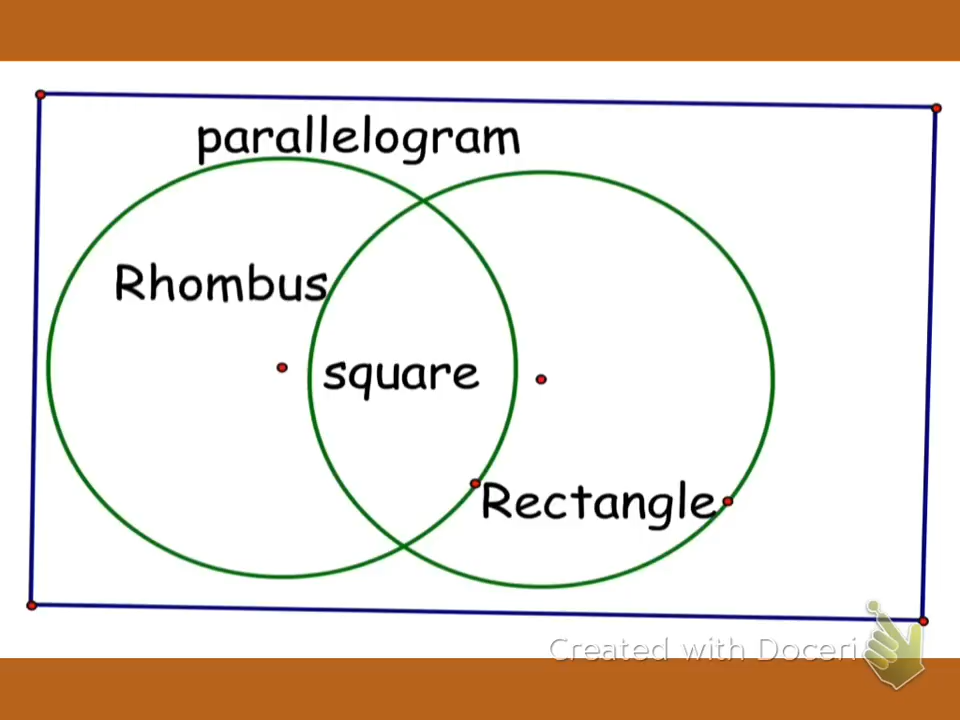 parallelogram
Rhombus
square
Rectangle
Created with Doceri